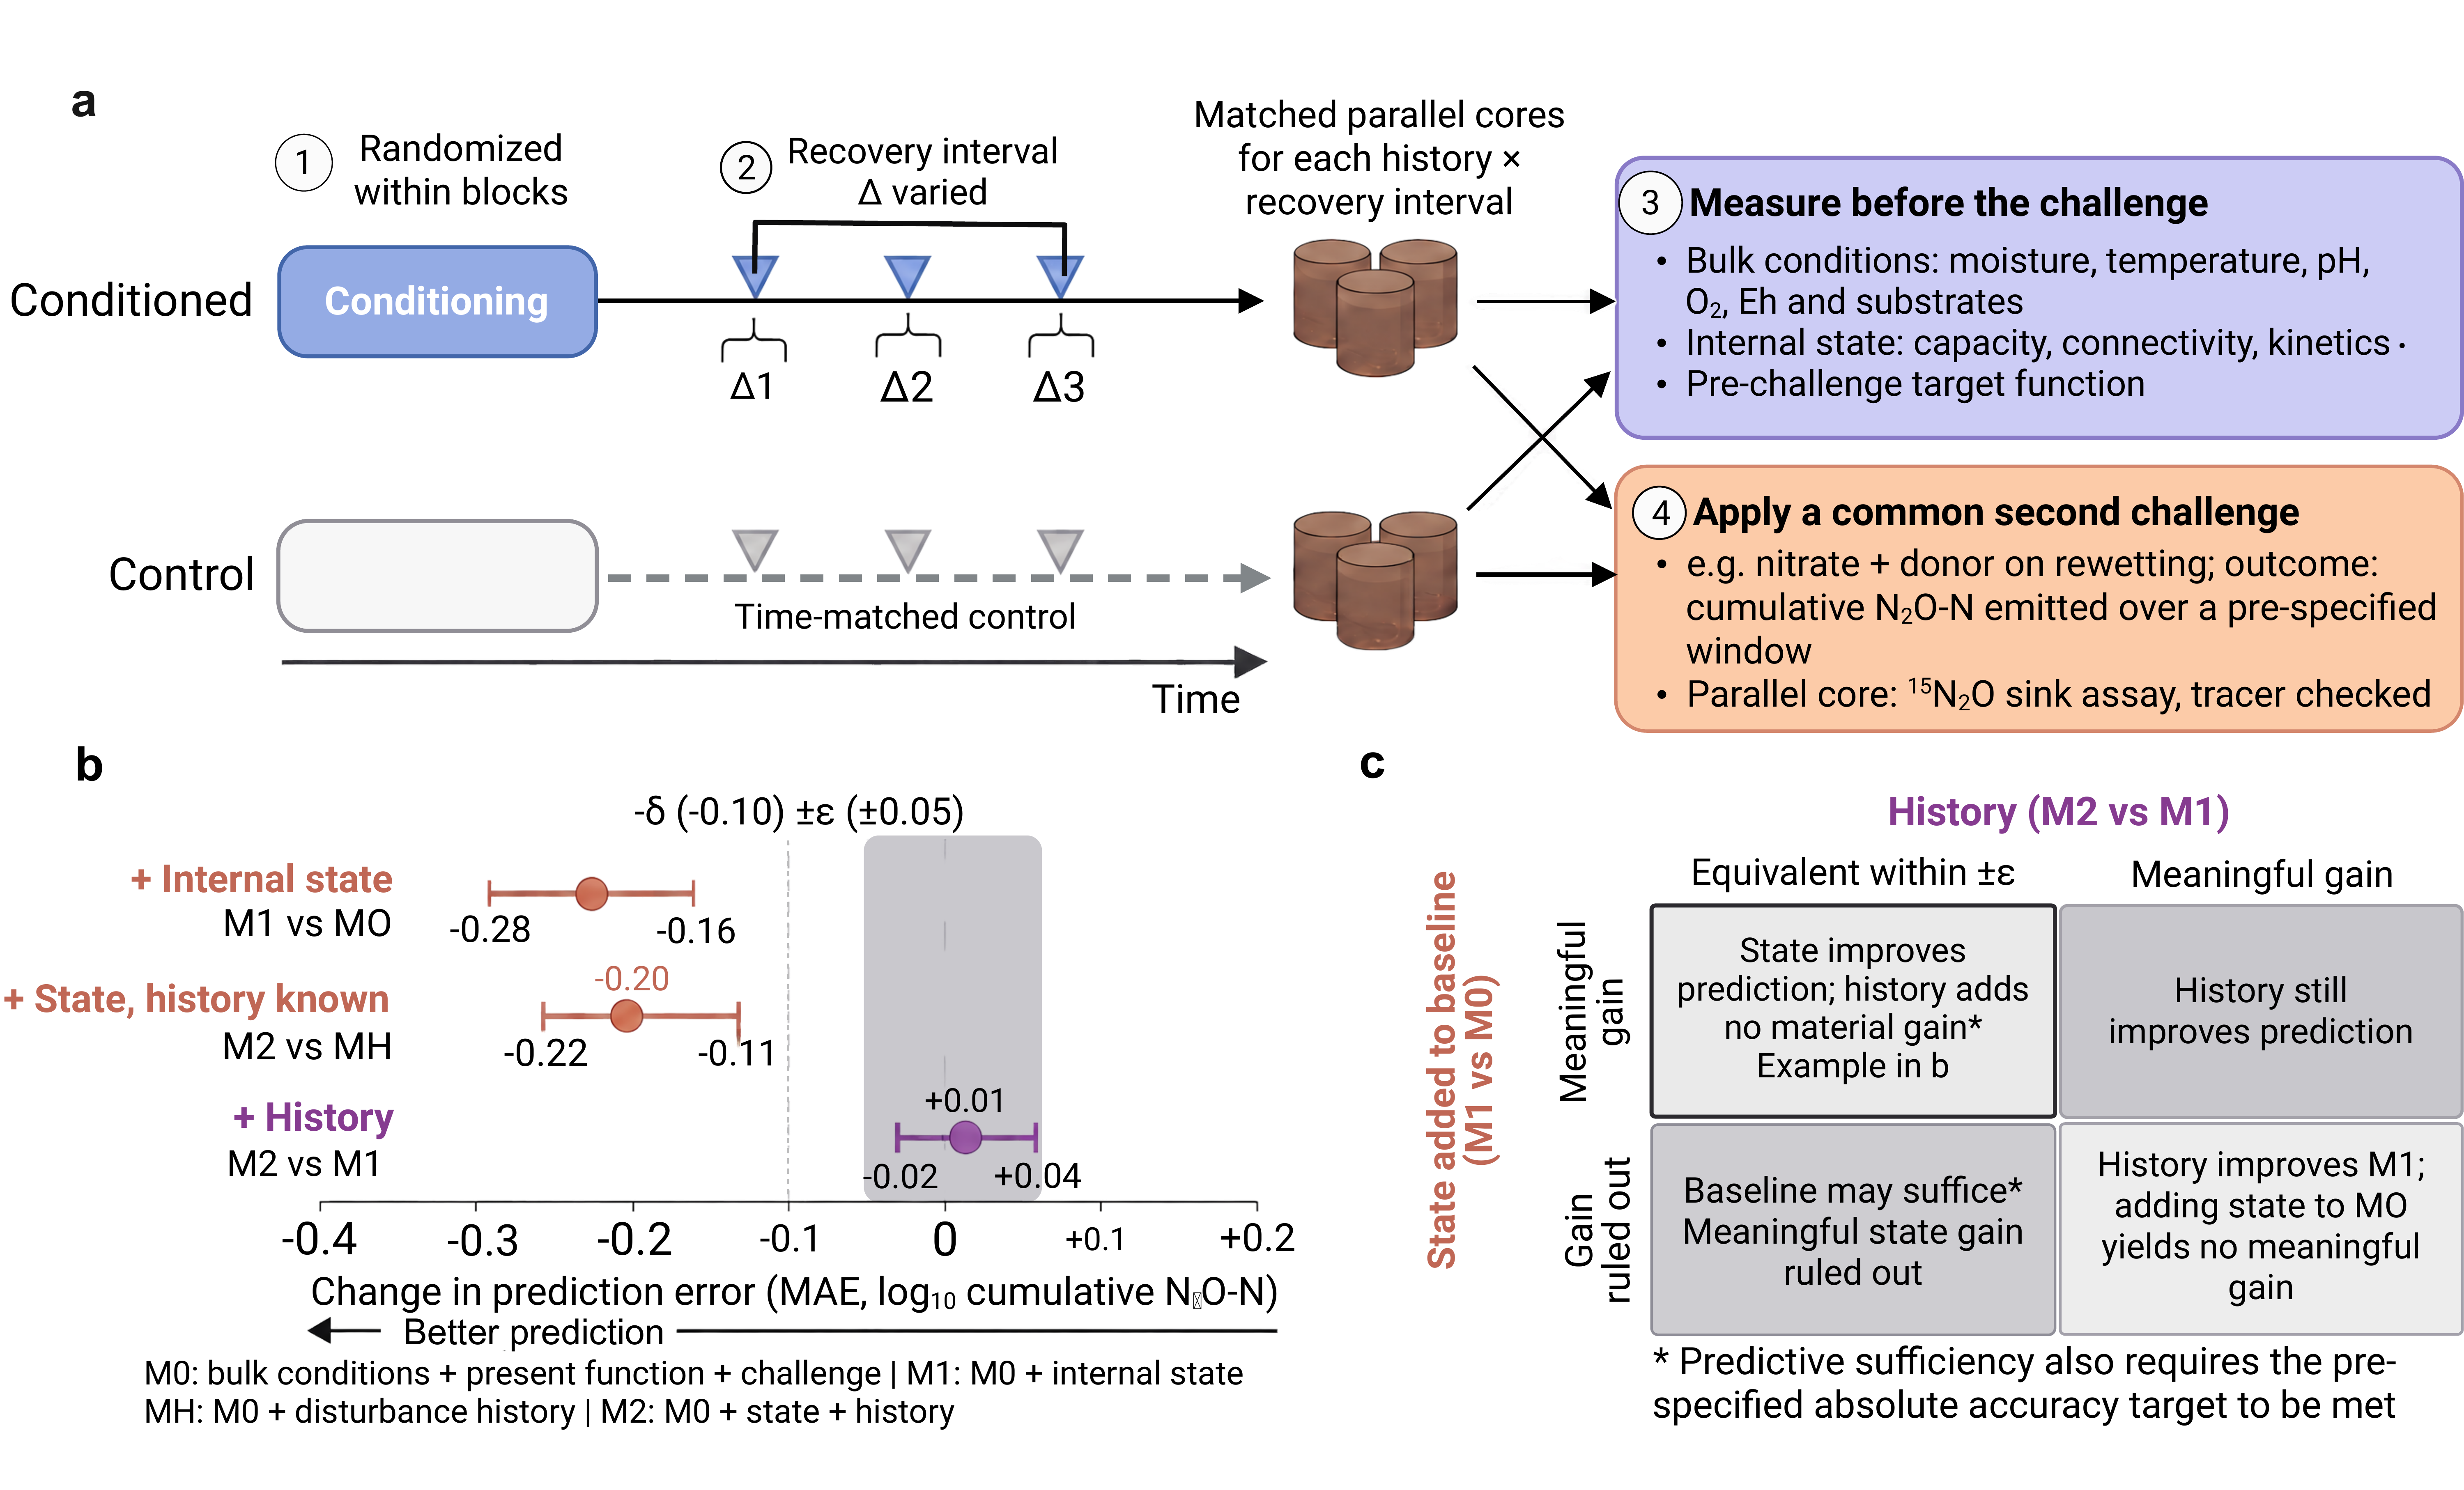 a
1
Randomized
within blocks
2
Recovery interval
Δ varied
Matched parallel cores
for each history ×
recovery interval
Conditioned
Conditioning
Δ1
Δ2
Δ3
Control
Time-matched control
Time
3
Measure before the challenge
• Bulk conditions: moisture, temperature, pH,
O₂, Eh and substrates
• Internal state: capacity, connectivity, kinetics •
• Pre-challenge target function
4
Apply a common second challenge
• e.g. nitrate + donor on rewetting; outcome:
cumulative N₂O-N emitted over a pre-specified
window
• Parallel core: ¹⁵N₂O sink assay, tracer checked
b
-δ (-0.10) ±ε (±0.05)
+ Internal state
M1 vs MO
-0.28
-0.16
+ State, history known
M2 vs MH
-0.20
-0.22
-0.11
+ History
M2 vs M1
+0.01
-0.02
+0.04
-0.4 -0.3 -0.2 -0.1 0 +0.1 +0.2
Change in prediction error (MAE, log₁₀ cumulative N▯O-N)
Better prediction
M0: bulk conditions + present function + challenge | M1: M0 + internal state
MH: M0 + disturbance history | M2: M0 + state + history
c
History (M2 vs M1)
Equivalent within ±ε
Meaningful gain
State added to baseline
(M1 vs M0)
Meaningful
gain
State improves
prediction; history adds
no material gain*
Example in b
History still
improves prediction
Gain
ruled out
Baseline may suffice*
Meaningful state gain
ruled out
History improves M1;
adding state to MO
yields no meaningful
gain
* Predictive sufficiency also requires the pre-
specified absolute accuracy target to be met